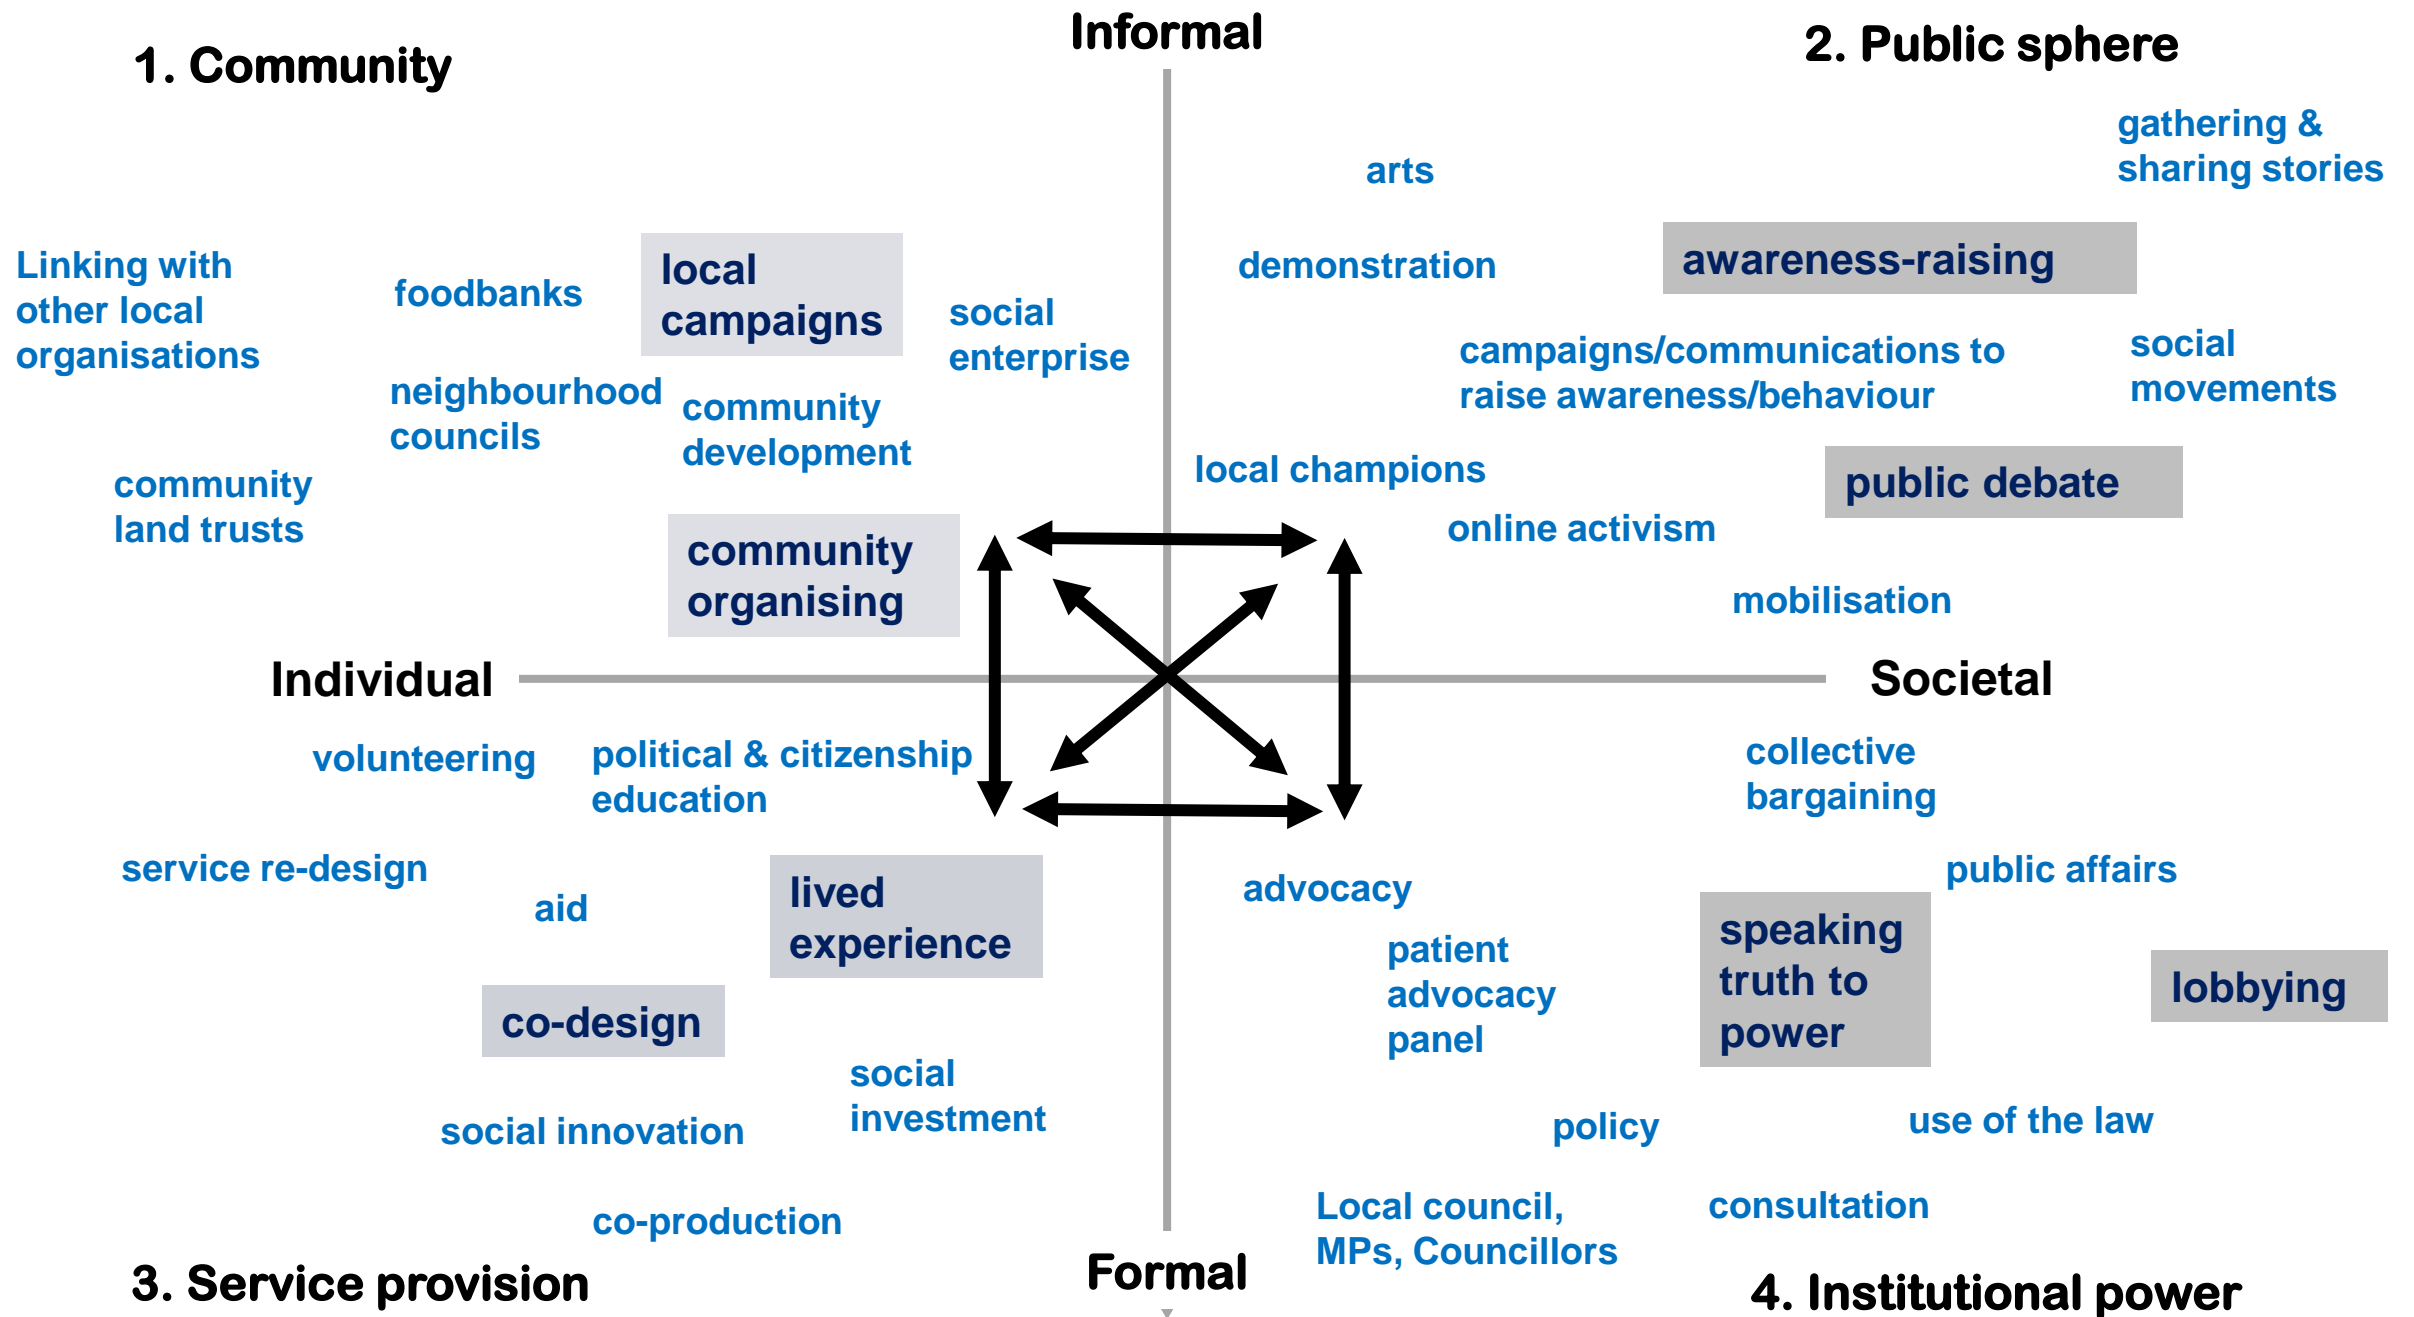 Informal
1. Community
2. Public sphere
Linking with
other local
organisations
foodbanks
local
campaigns
social
enterprise
neighbourhood
councils
community
development
community
land trusts
community
organising
arts
gathering &
sharing stories
demonstration
awareness-raising
campaigns/communications to
raise awareness/behaviour
social
movements
local champions
public debate
online activism
mobilisation
Individual
Societal
volunteering
political & citizenship
education
service re-design
aid
lived
experience
co-design
social
investment
social innovation
co-production
3. Service provision
collective
bargaining
public affairs
advocacy
patient
advocacy
panel
speaking
truth to
power
lobbying
policy
use of the law
Local council,
MPs, Councillors
consultation
Formal
4. Institutional power